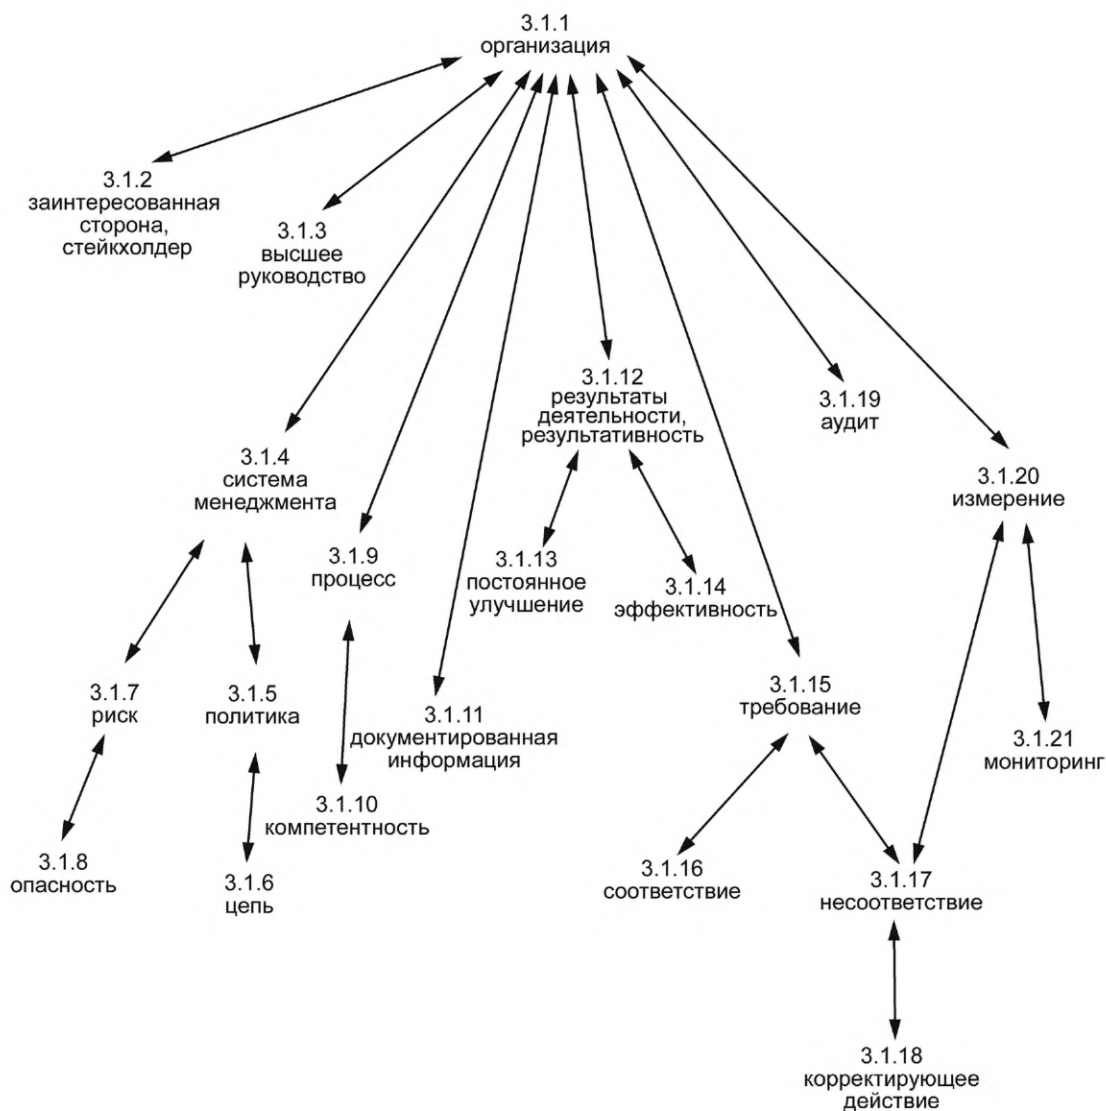 3.1.1
организация
3.1.2
заинтересованная
сторона,
стейкхолдер
3.1.3
высшее
руководство
3.1.12
результаты
деятельности,
результативность
3.1.19
аудит
3.1.4
система
менеджмента
3.1.20
измерение
3.1.9
процесс
3.1.13
постоянное
улучшение
3.1.14
эффективность
3.1.7
риск
3.1.5
политика
3.1.11
документированная
информация
3.1.15
требование
3.1.21
мониторинг
3.1.10
компетентность
3.1.8
опасность
3.1.6
цепь
3.1.16
соответствие
3.1.17
несоответствие
3.1.18
корректирующее
действие